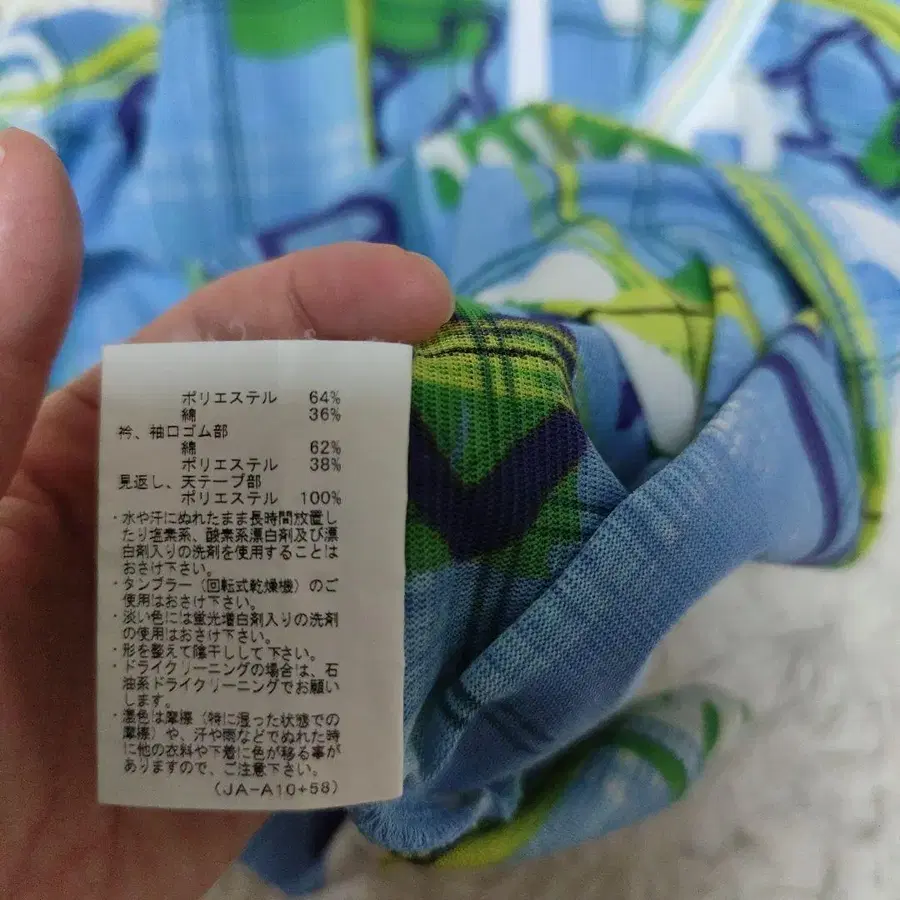 ポリエステル 64%
綿 36%
衿、袖口ゴム部
綿 62%
ポリエステル 38%
見返し、天テープ部
ポリエステル 100%
・水や汗にぬれたまま長時間放置し
たり塩素系、酸素系漂白剤及び漂
白剤入りの洗剤を使用することは
おさけ下さい。
・タンブラー（回転式乾燥機）のご
使用はおさけ下さい。
・淡い色には蛍光増白剤入りの洗剤
の使用はおさけ下さい。
・形を整えて陰干しして下さい。
・ドライクリーニングの場合は、石
油系ドライクリーニングでお願い
します。
・濃色は摩擦（特に湿った状態での
摩擦）や、汗や雨などでぬれた時
に他の衣料や下着に色が移る事が
ありますので、ご注意下さい。
(JA-A10+58)